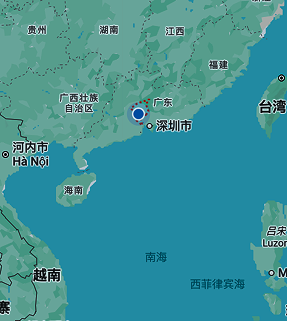 贵州
湖南
江西
福建
广西壮族
自治区
广东
深圳市
台湾
河内市
Hà Nội
海南
吕宋
Luzon
南海
西菲律宾海
越南